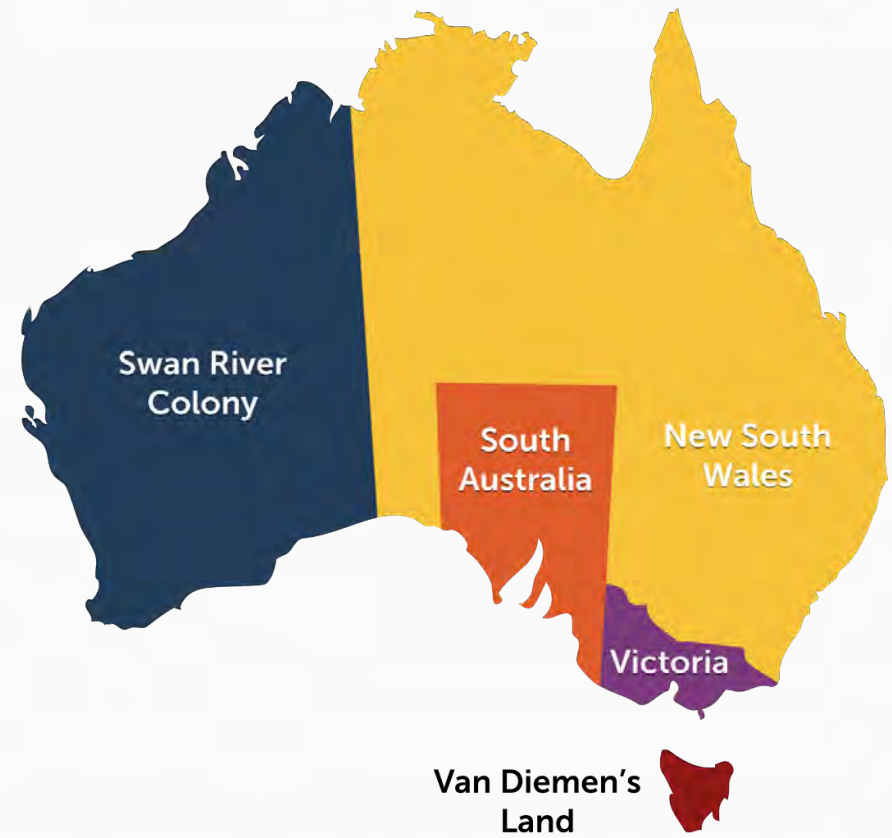 Swan River
Colony
South
Australia
New South
Wales
Victoria
Van Diemen's
Land